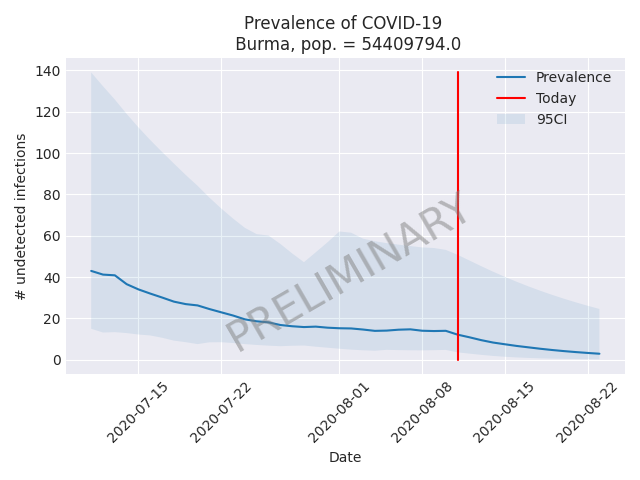 Prevalence of COVID-19
Burma, pop. = 54409794.0
# undetected infections
140
120
100
80
60
40
20
0
Prevalence
Today
95CI
PRELIMINARY
2020-07-15
2020-07-22
2020-08-01
2020-08-08
2020-08-15
2020-08-22
Date